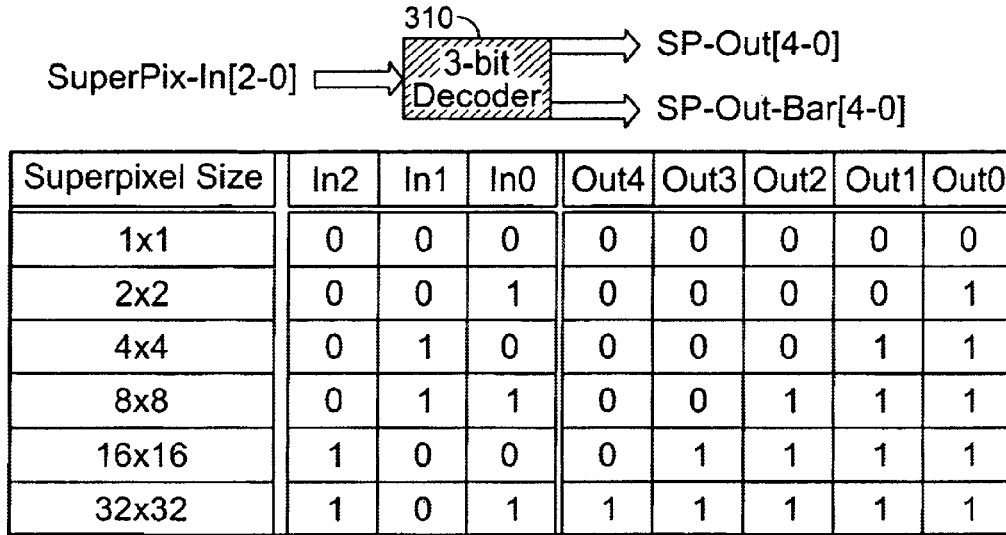 310
SuperPix-In[2-0]
3-bit
Decoder
SP-Out[4-0]
SP-Out-Bar[4-0]
Superpixel Size In2 In1 In0 Out4 Out3 Out2 Out1 Out0
1x1 0 0 0 0 0 0 0 0
2x2 0 0 1 0 0 0 0 1
4x4 0 1 0 0 0 0 1 1
8x8 0 1 1 0 0 1 1 1
16x16 1 0 0 0 1 1 1 1
32x32 1 0 1 1 1 1 1 1